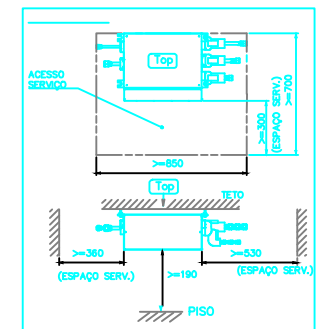 Top
ACESSO
SERVIÇO
>=300
(ESPAÇO SERV.)
>=700
>=850
Top
TETO
>=360
(ESPAÇO SERV.)
>=530
(ESPAÇO SERV.)
>=190
PISO